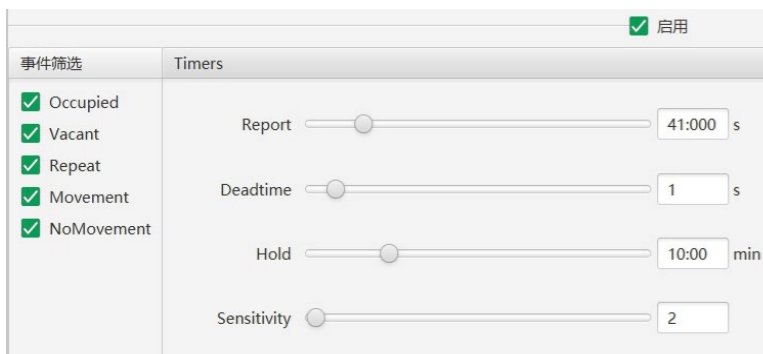 启用
事件筛选
Timers
Occupied
Vacant
Repeat
Movement
NoMovement
Report 41:000 s
Deadtime 1 s
Hold 10:00 min
Sensitivity 2